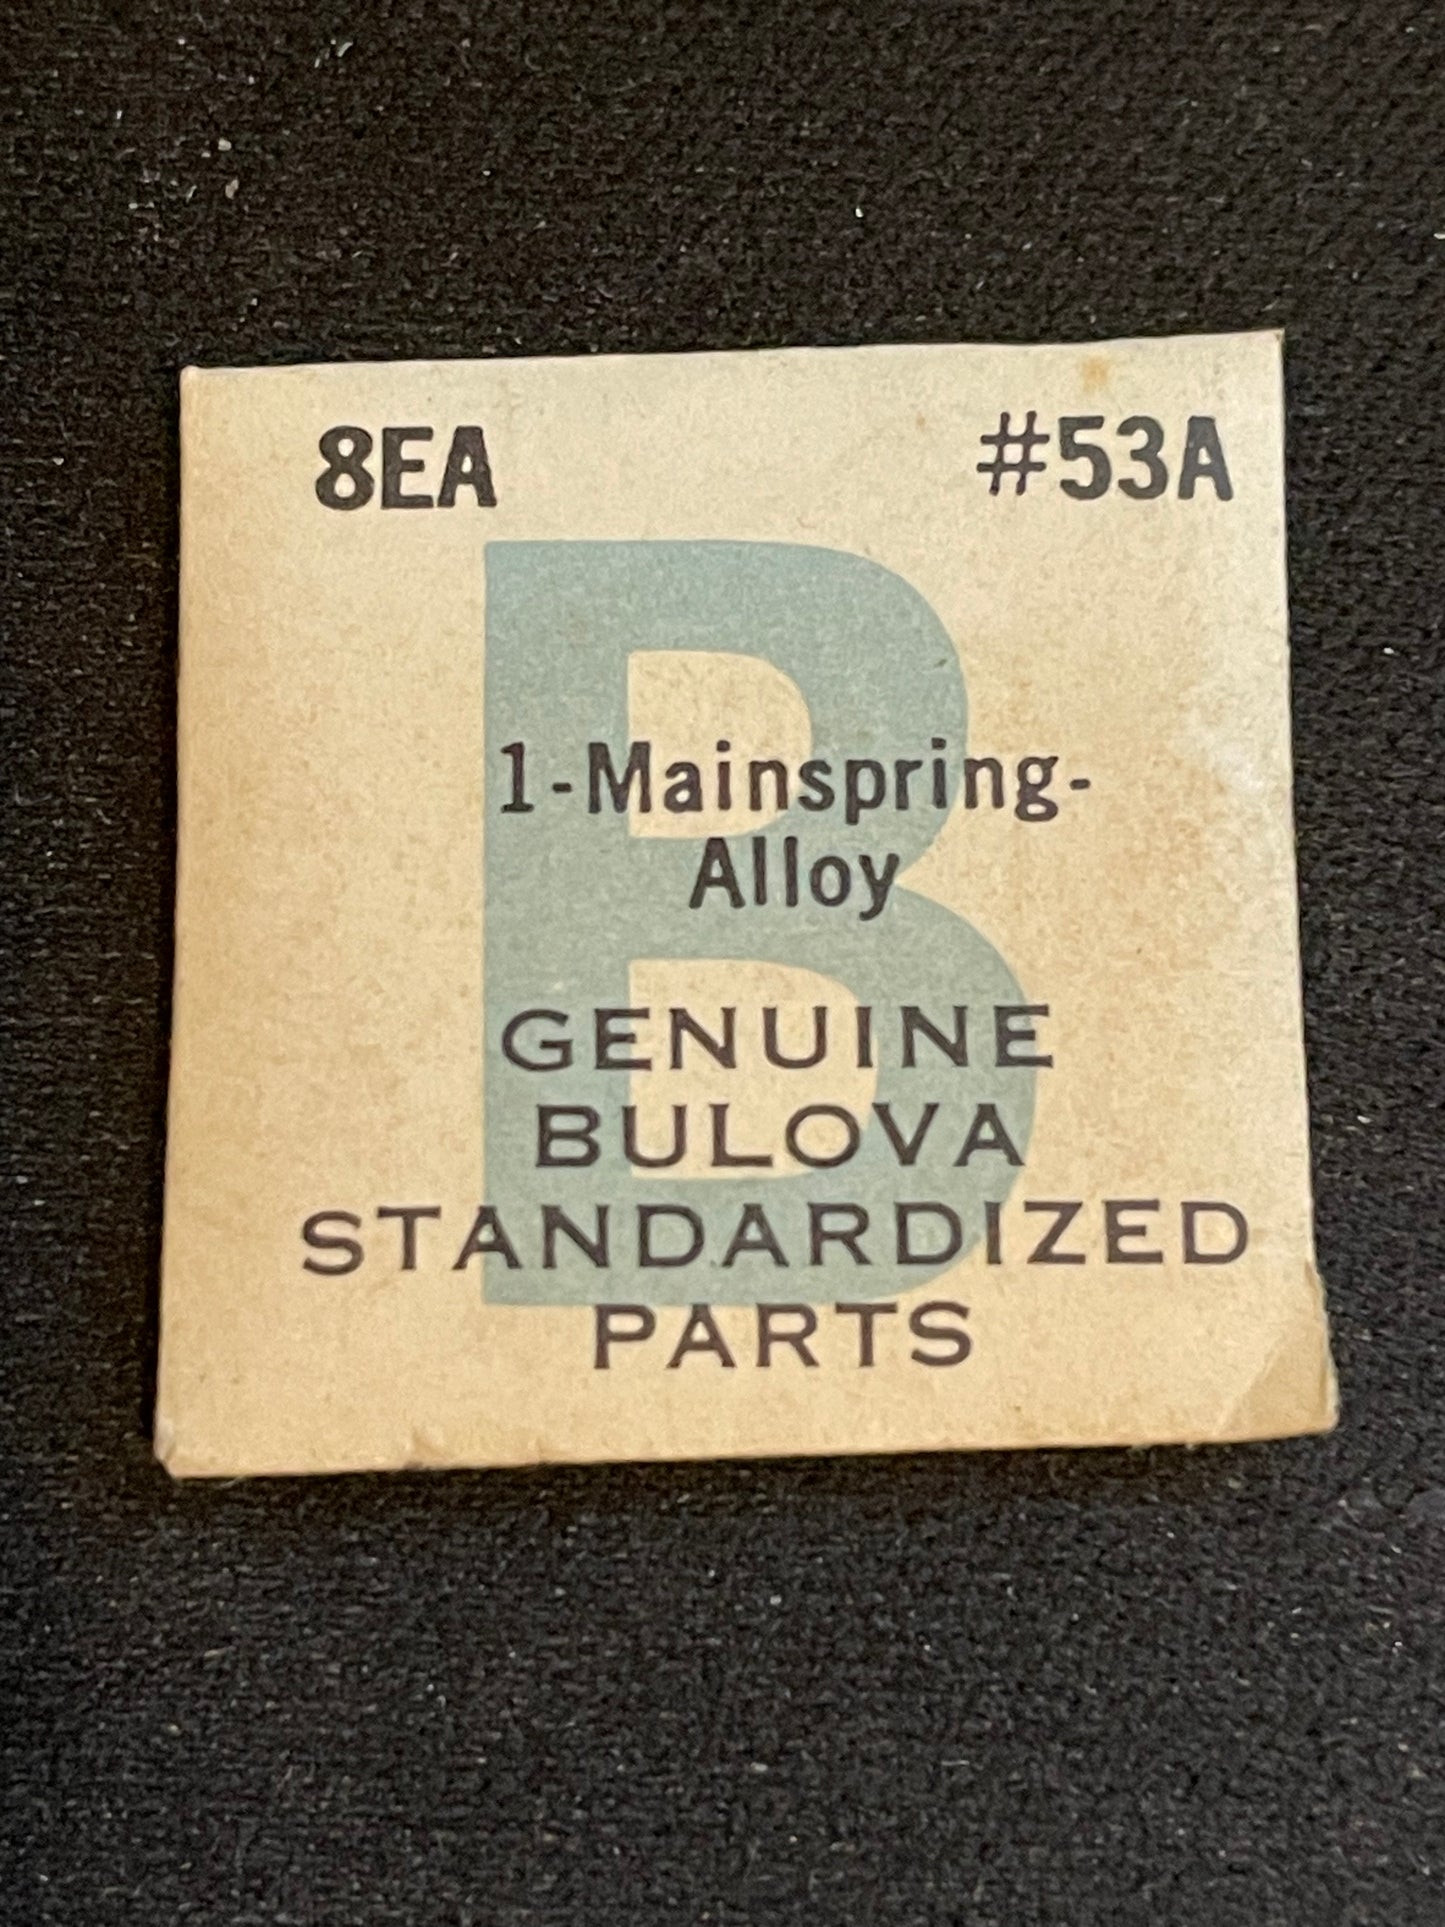 8EA #53A
B
1-Mainspring-
Alloy
GENUINE
BULOVA
STANDARDIZED
PARTS